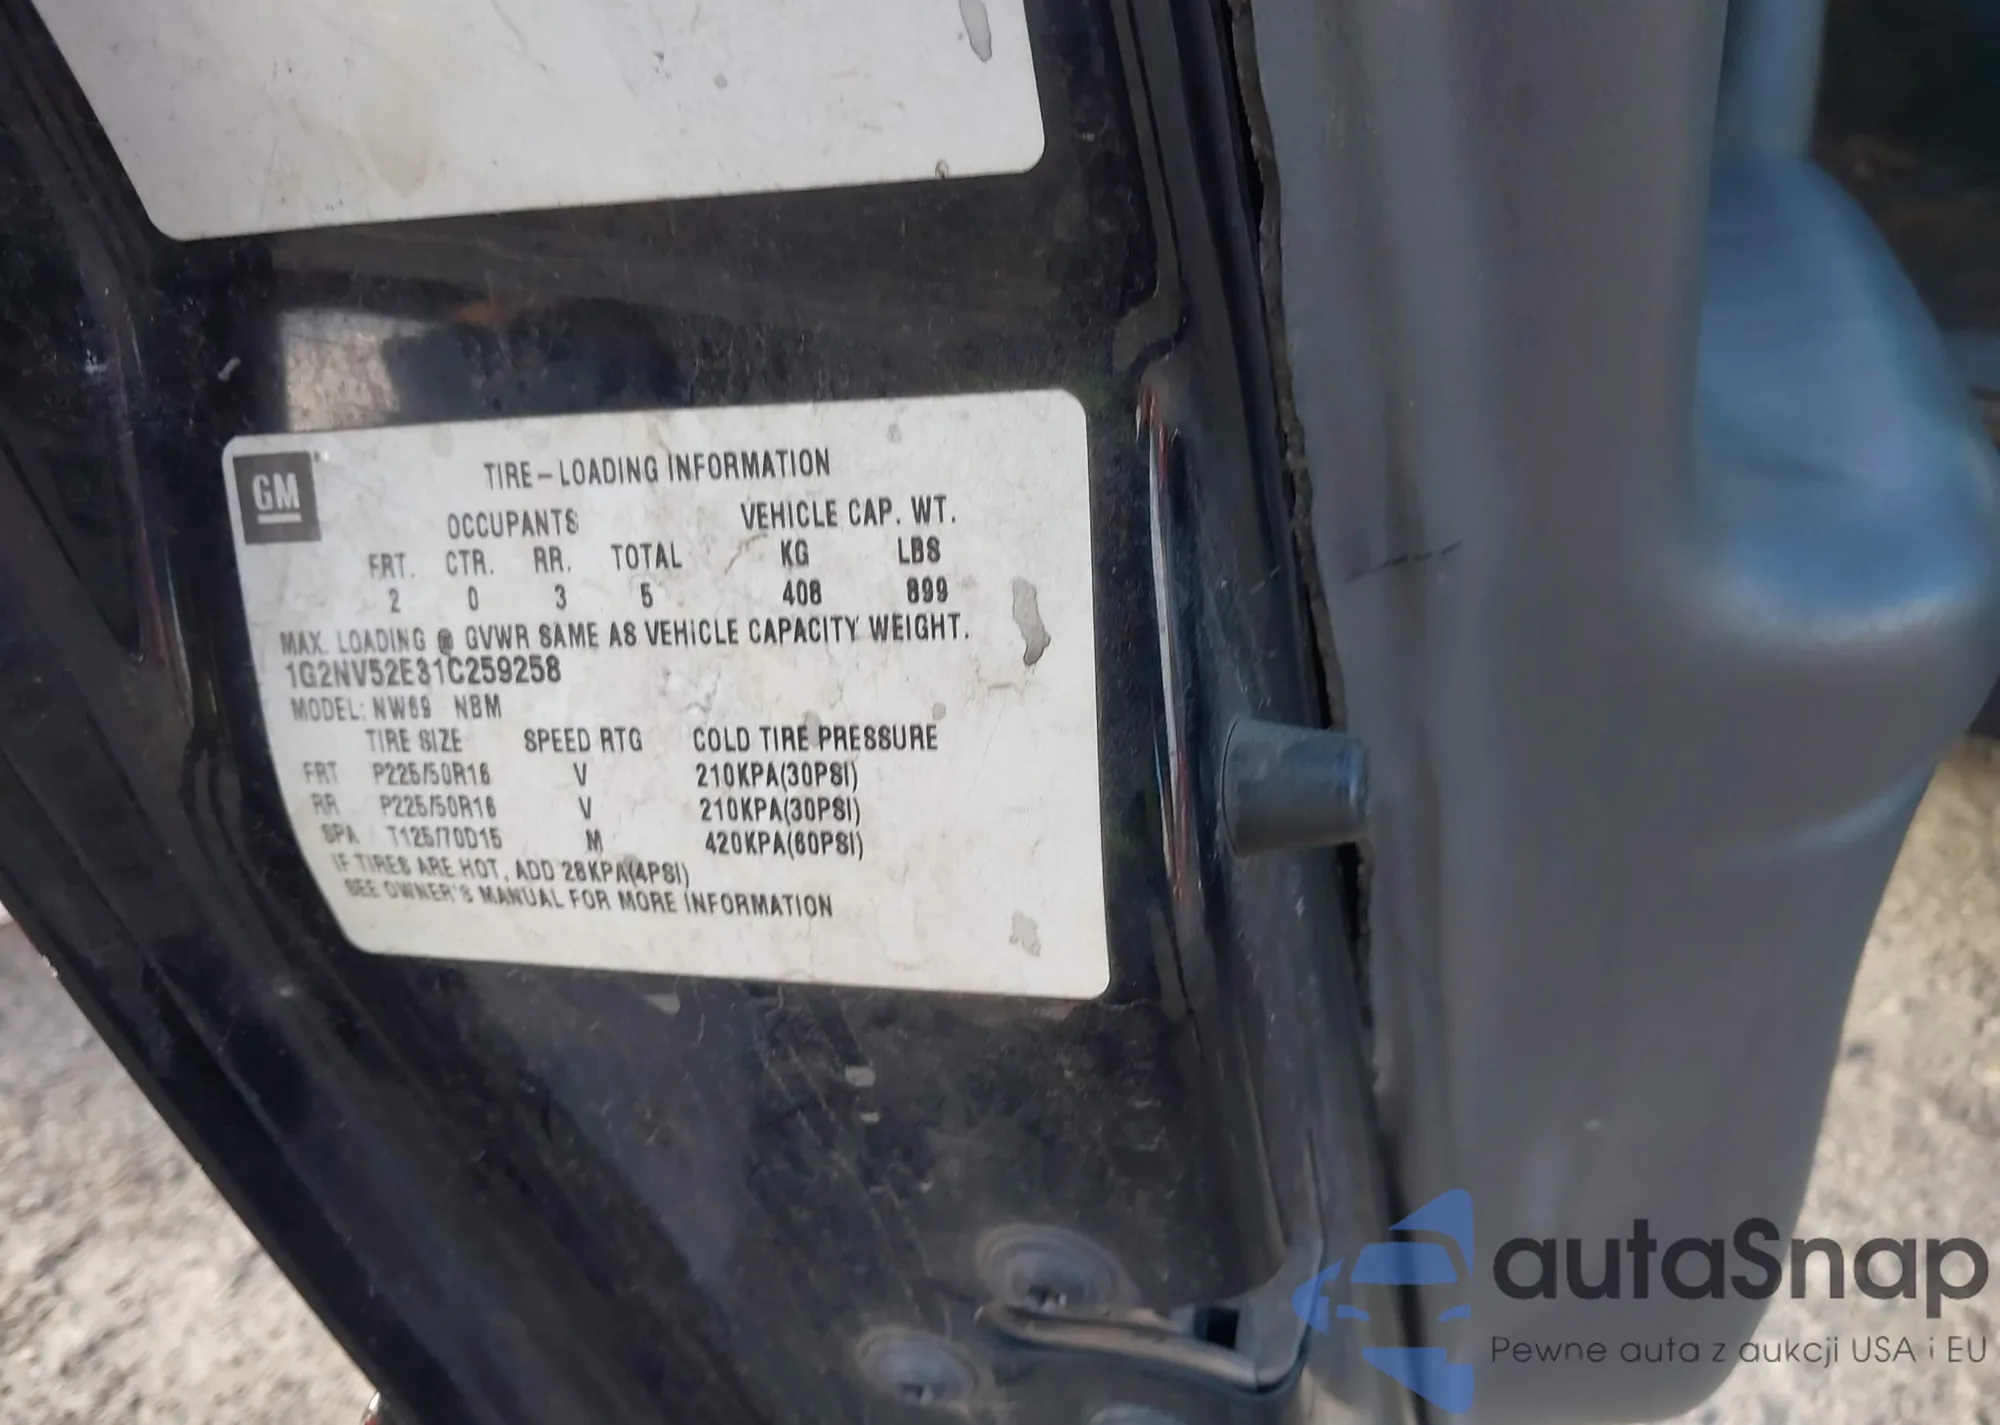 GM
TIRE-LOADING INFORMATION
OCCUPANTS VEHICLE CAP. WT.
FRT. CTR. RR. TOTAL KG LBS
2 0 3 5 408 899
MAX. LOADING @ GVWR SAME AS VEHICLE CAPACITY WEIGHT.
1G2NV52E31C259258
MODEL: NW69 NBM
TIRE SIZE SPEED RTG COLD TIRE PRESSURE
FRT P225/50R16 V 210KPA(30PSI)
RR P225/50R16 V 210KPA(30PSI)
SPA T125/70D15 M 420KPA(60PSI)
IF TIRES ARE HOT, ADD 28KPA(4PSI)
SEE OWNER'S MANUAL FOR MORE INFORMATION
autaSnap
Pewne auta z aukcji USA i EU